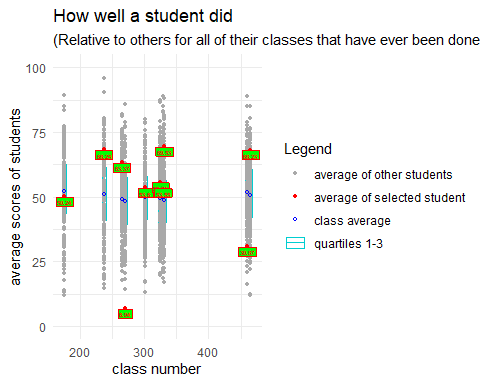 How well a student did
(Relative to others for all of their classes that have ever been done
100
75
50
25
0
average scores of students
200
300
400
class number
Legend
average of other students
average of selected student
class average
quartiles 1-3